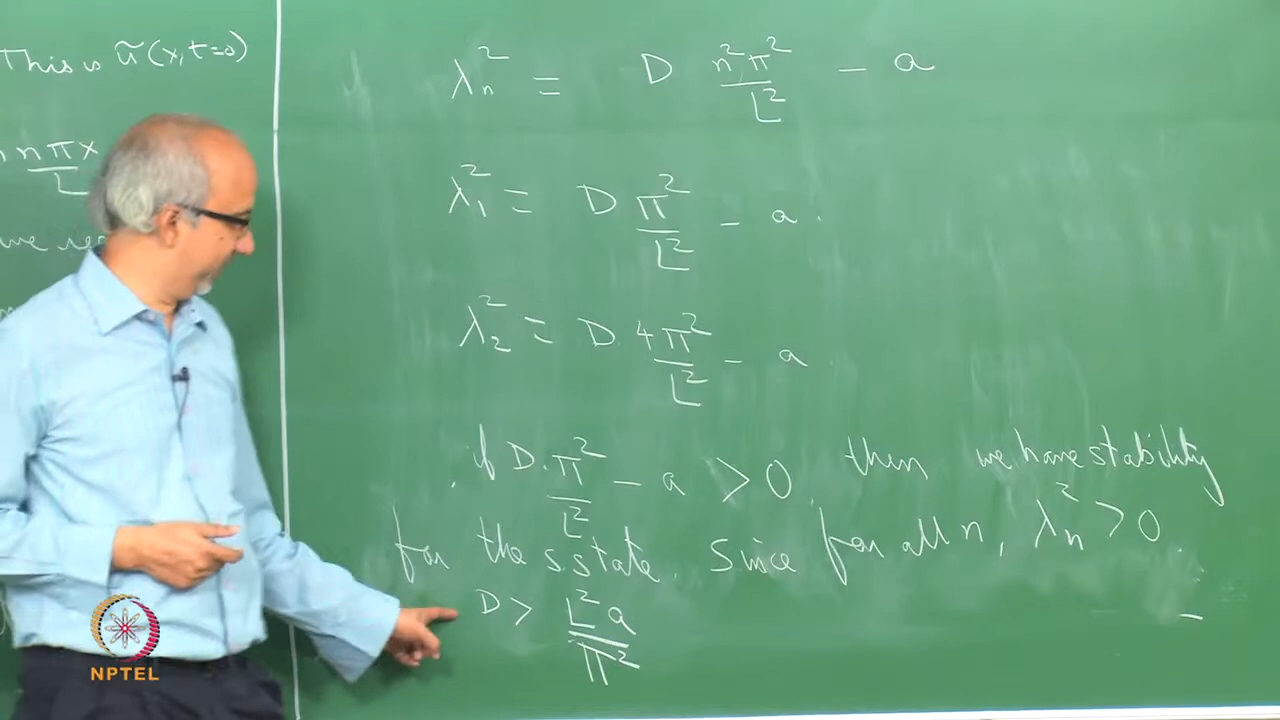 This is ũ(x, t=0)
nπx/L
λₙ² = D n²π²/L² - a
λ₁² = D π²/L² - a.
λ₂² = D 4π²/L² - a
if D. π²/L² - a > 0, then we have stability
for the s.state. Since for all n, λₙ² > 0.
D > L²a/π²
NPTEL